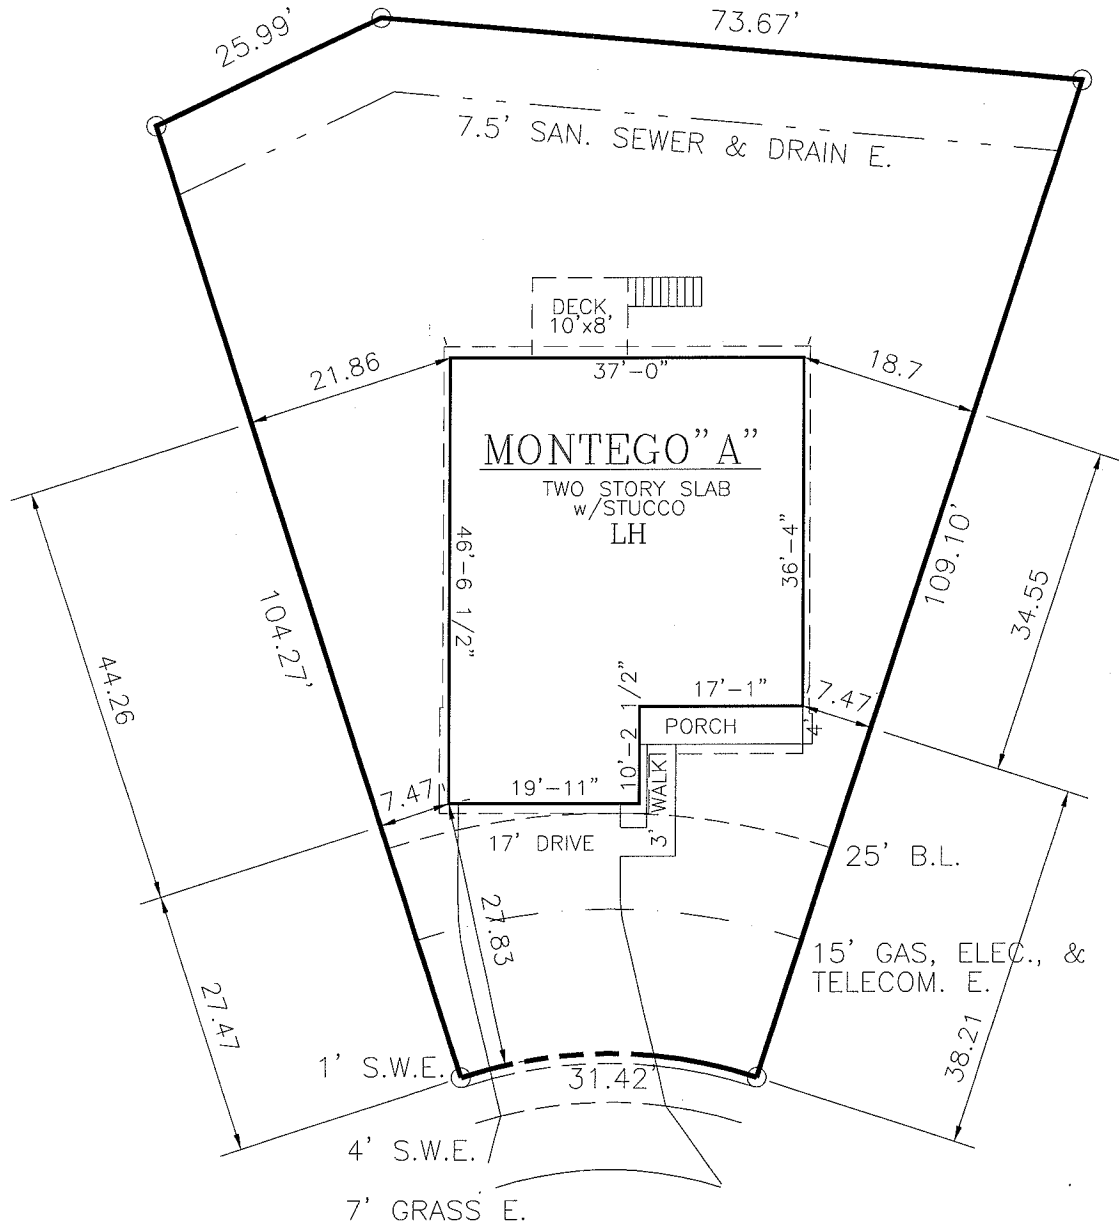 25.99'
73.67'
7.5' SAN. SEWER & DRAIN E.
DECK
10'x8'
21.86
37'-0"
18.7
MONTEGO"A"
TWO STORY SLAB
w/STUCCO
LH
46'-6 1/2"
36'-4"
109.10'
34.55
104.27'
44.26
17'-1"
7.47
PORCH
4'
10'-2 1/2"
19'-11"
7.47
3' WALK
17' DRIVE
25' B.L.
27.83
15' GAS, ELEC., &
TELECOM. E.
27.47
38.21
1' S.W.E.
31.42'
4' S.W.E.
7' GRASS E.